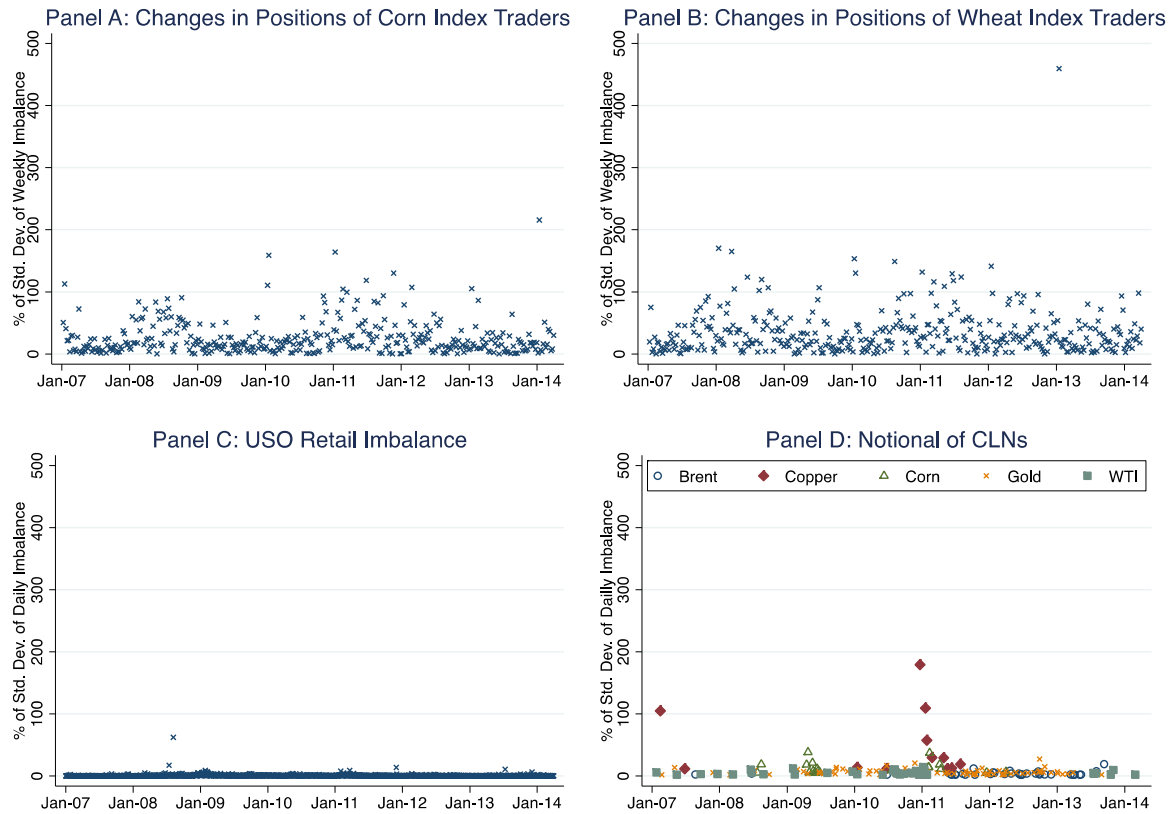 Panel A: Changes in Positions of Corn Index Traders
% of Std. Dev. of Weekly Imbalance
500
400
300
200
100
0
Jan-07 Jan-08 Jan-09 Jan-10 Jan-11 Jan-12 Jan-13 Jan-14
Panel B: Changes in Positions of Wheat Index Traders
% of Std. Dev. of Weekly Imbalance
500
400
300
200
100
0
Jan-07 Jan-08 Jan-09 Jan-10 Jan-11 Jan-12 Jan-13 Jan-14
Panel C: USO Retail Imbalance
% of Std. Dev. of Daily Imbalance
500
400
300
200
100
0
Jan-07 Jan-08 Jan-09 Jan-10 Jan-11 Jan-12 Jan-13 Jan-14
Panel D: Notional of CLNs
Brent Copper Corn Gold WTI
% of Std. Dev. of Dailly Imbalance
500
400
300
200
100
0
Jan-07 Jan-08 Jan-09 Jan-10 Jan-11 Jan-12 Jan-13 Jan-14